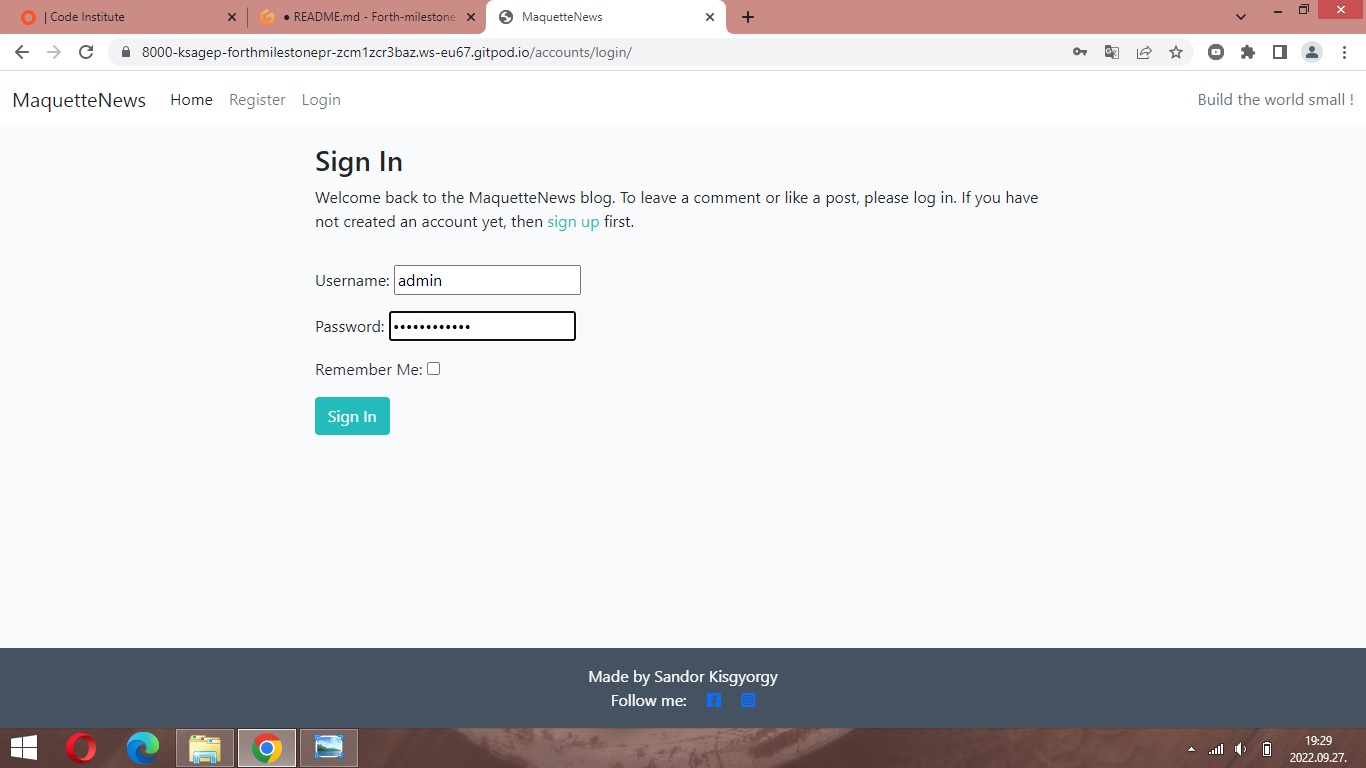 | Code Institute
● README.md - Forth-milestone
MaquetteNews
8000-ksagep-forthmilestonepr-zcm1zcr3baz.ws-eu67.gitpod.io/accounts/login/
MaquetteNews Home Register Login Build the world small !
Sign In
Welcome back to the MaquetteNews blog. To leave a comment or like a post, please log in. If you have
not created an account yet, then sign up first.
Username: admin
Password: ••••••••••••
Remember Me:
Sign In
Made by Sandor Kisgyorgy
Follow me:
19:29
2022.09.27.